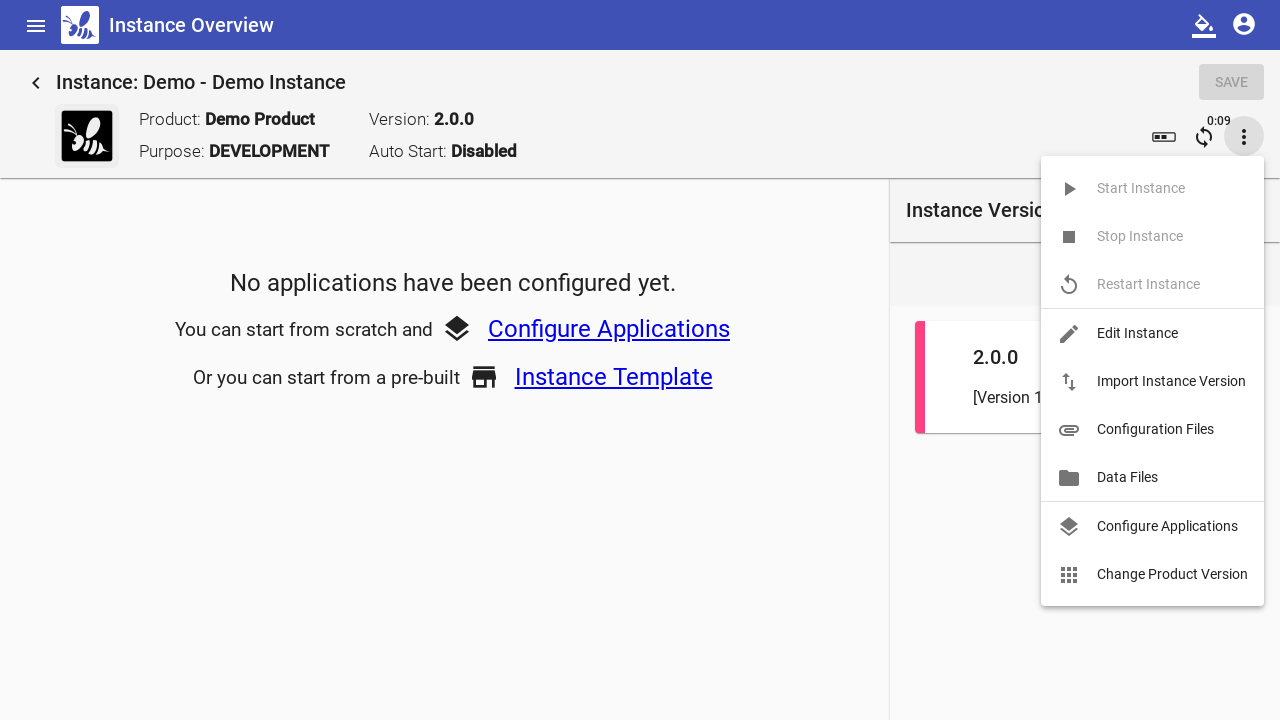 Instance Overview
Instance: Demo - Demo Instance
SAVE
Product: Demo Product
Version: 2.0.0
Purpose: DEVELOPMENT
Auto Start: Disabled
0:09
Start Instance
Stop Instance
Restart Instance
Edit Instance
Import Instance Version
Configuration Files
Data Files
Configure Applications
Change Product Version
No applications have been configured yet.
You can start from scratch and Configure Applications
Or you can start from a pre-built Instance Template
Instance Versio
2.0.0
[Version 1